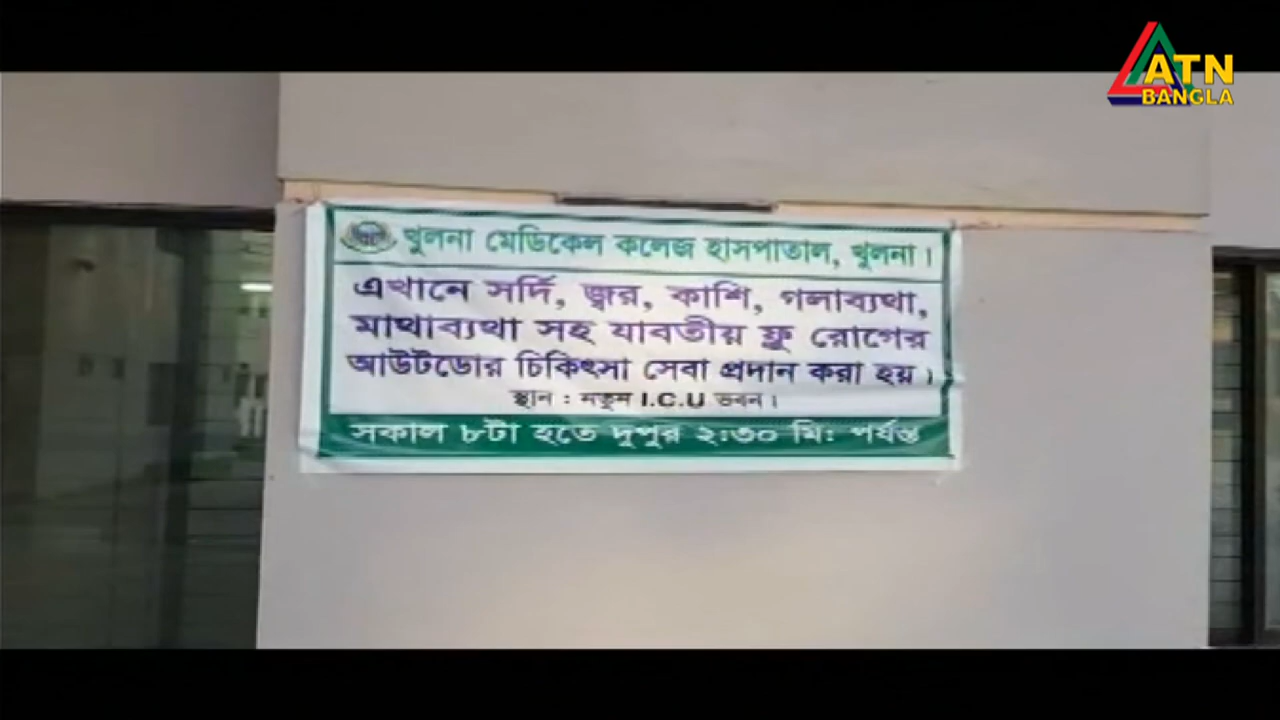 ATN
BANGLA
খুলনা মেডিকেল কলেজ হাসপাতাল, খুলনা।
এখানে সর্দি, জ্বর, কাশি, গলাব্যথা,
মাথাব্যথা সহ যাবতীয় ফ্লু রোগের
আউটডোর চিকিৎসা সেবা প্রদান করা হয়।
স্থান : নতুন I.C.U ভবন।
সকাল ৮টা হতে দুপুর ২:৩০ মি: পর্যন্ত